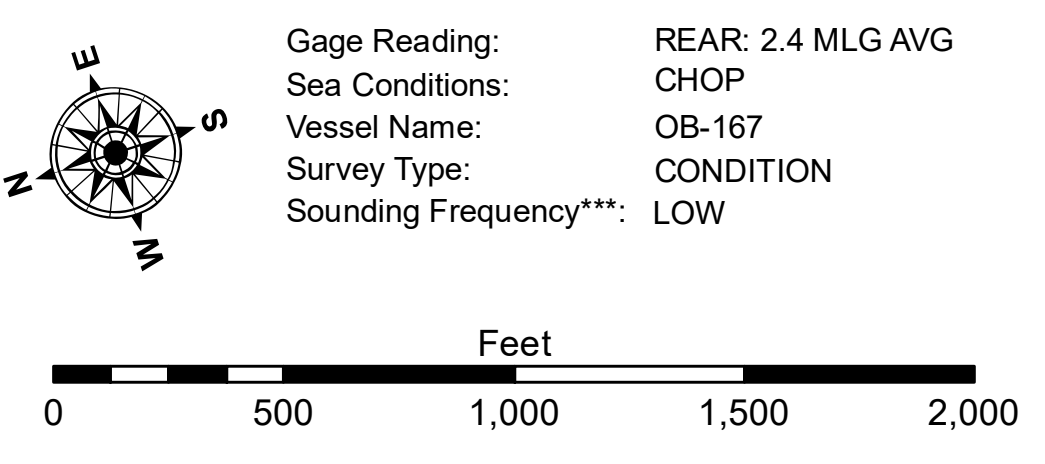 E
S
N
W
Gage Reading: REAR: 2.4 MLG AVG
Sea Conditions: CHOP
Vessel Name: OB-167
Survey Type: CONDITION
Sounding Frequency***: LOW
Feet
0 500 1,000 1,500 2,000